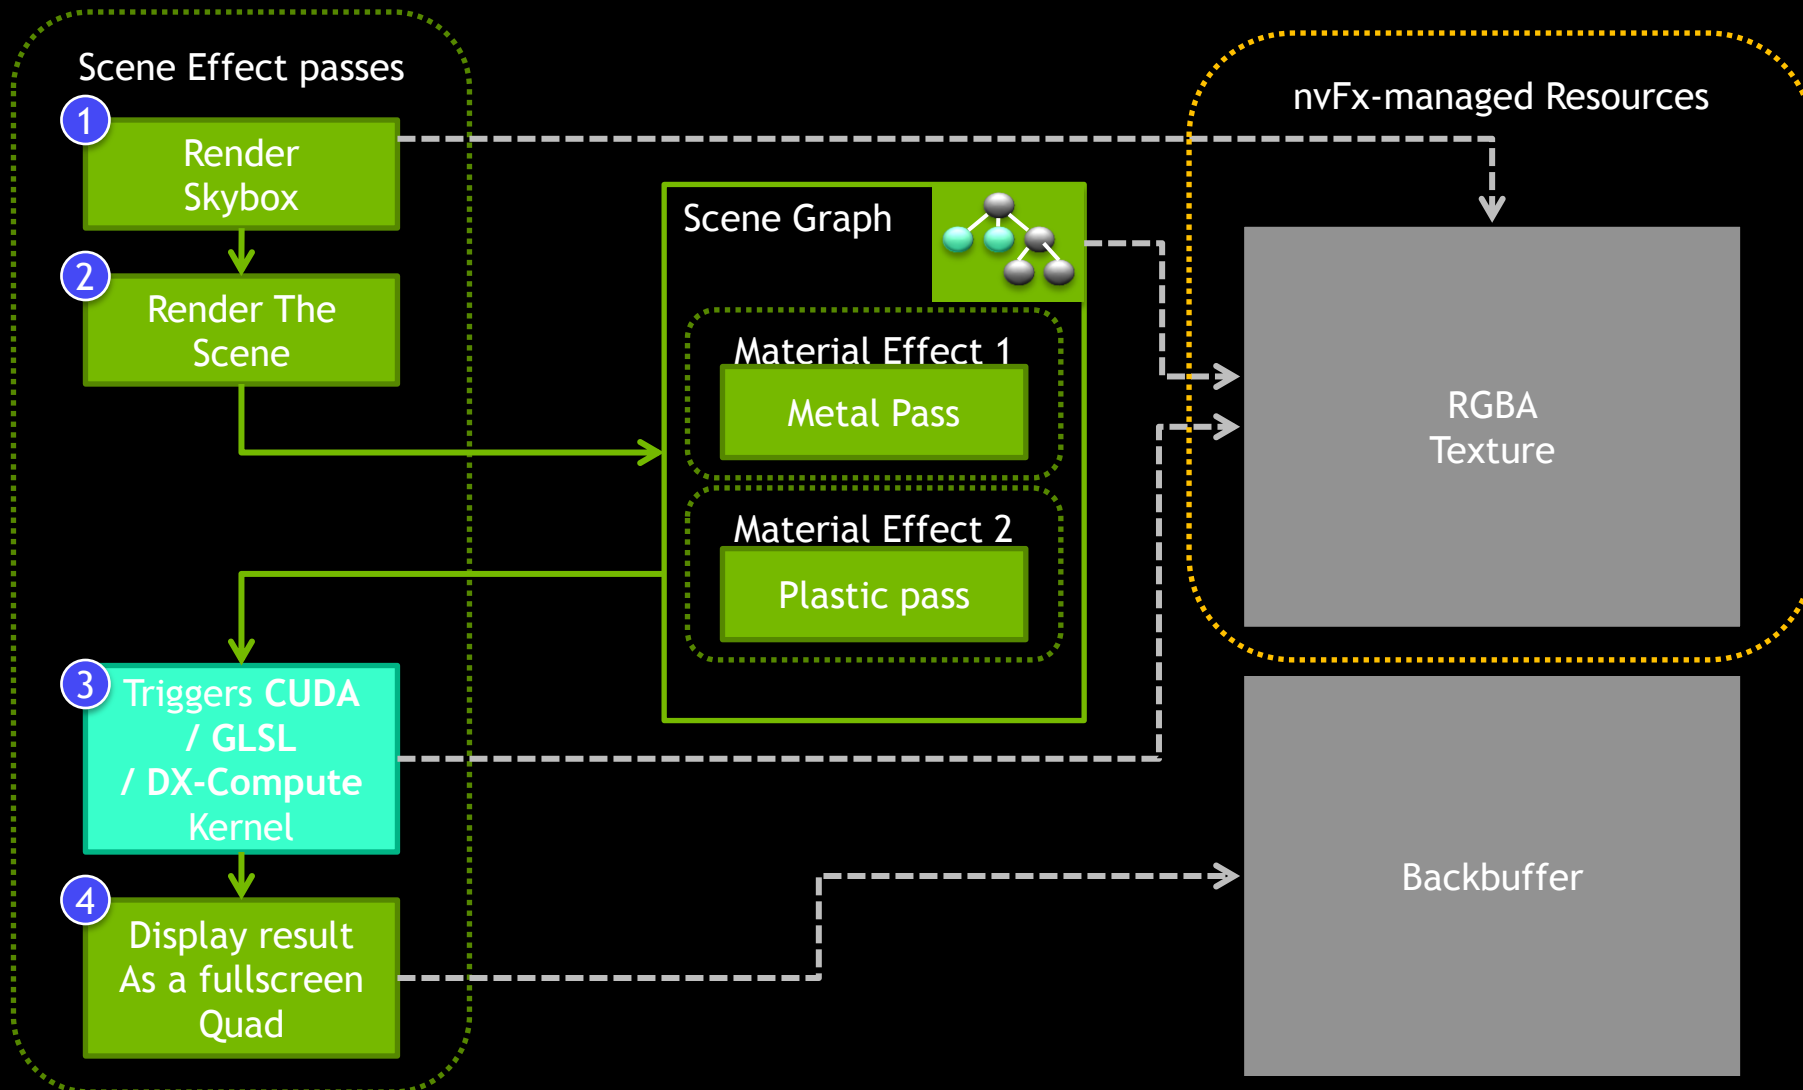 Scene Effect passes
1
Render
Skybox
2
Render The
Scene
Scene Graph
Material Effect 1
Metal Pass
Material Effect 2
Plastic pass
3
Triggers CUDA
/ GLSL
/ DX-Compute
Kernel
4
Display result
As a fullscreen
Quad
nvFx-managed Resources
RGBA
Texture
Backbuffer